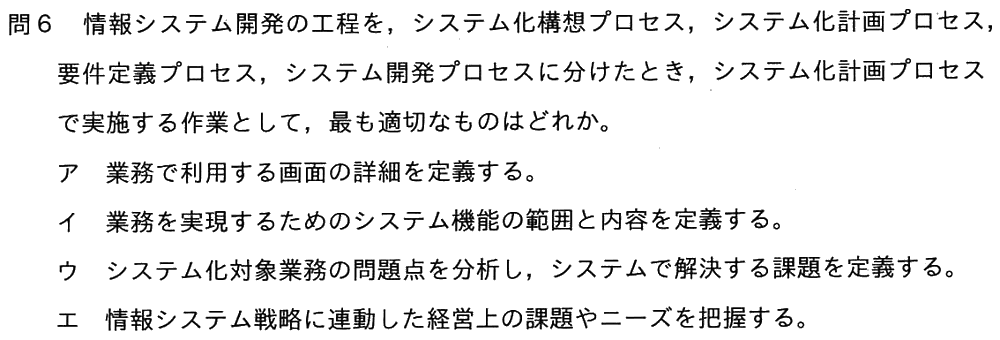 問６　情報システム開発の工程を，システム化構想プロセス，システム化計画プロセス，
要件定義プロセス，システム開発プロセスに分けたとき，システム化計画プロセス
で実施する作業として，最も適切なものはどれか。
ア　業務で利用する画面の詳細を定義する。
イ　業務を実現するためのシステム機能の範囲と内容を定義する。
ウ　システム化対象業務の問題点を分析し，システムで解決する課題を定義する。
エ　情報システム戦略に連動した経営上の課題やニーズを把握する。